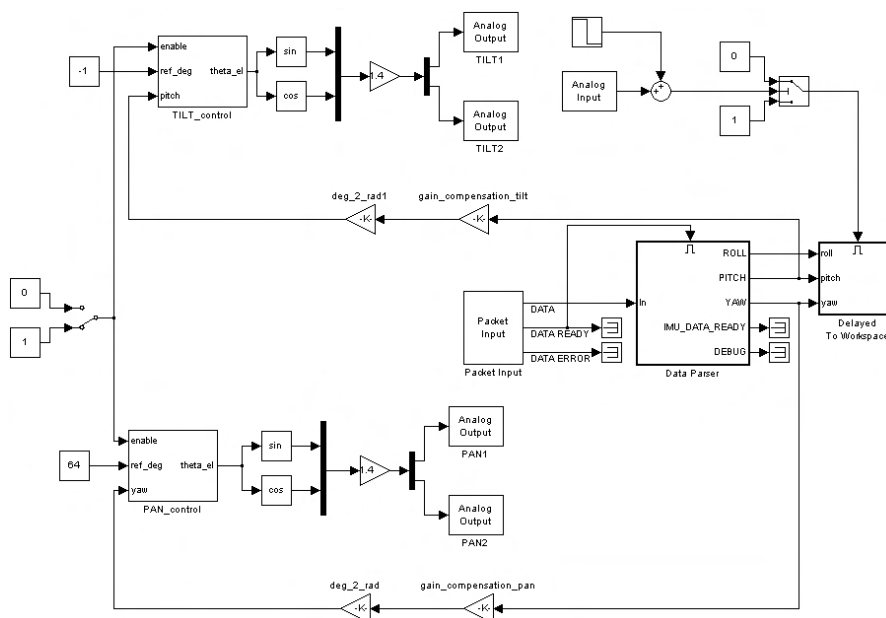 enable
ref_deg
pitch
theta_el
TILT_control
-1
sin
cos
1.4
Analog
Output
TILT1
Analog
Output
TILT2
Analog
Input
+
+
0
1
deg_2_rad1
-K-
gain_compensation_tilt
-K-
0
1
Packet
Input
Packet Input
DATA
DATA READY
DATA ERROR
In
ROLL
PITCH
YAW
IMU_DATA_READY
DEBUG
Data Parser
roll
pitch
yaw
Delayed
To Workspace
enable
ref_deg
yaw
theta_el
PAN_control
64
sin
cos
1.4
Analog
Output
PAN1
Analog
Output
PAN2
deg_2_rad
-K-
gain_compensation_pan
-K-